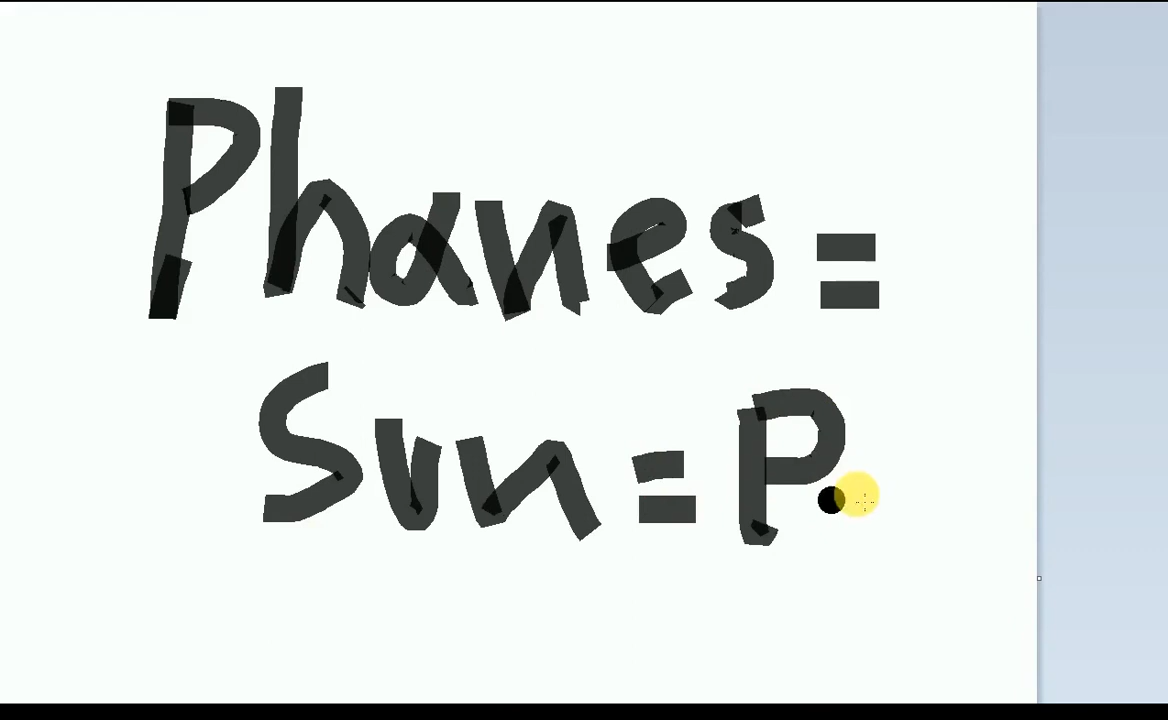 Phanes =
Sun = P